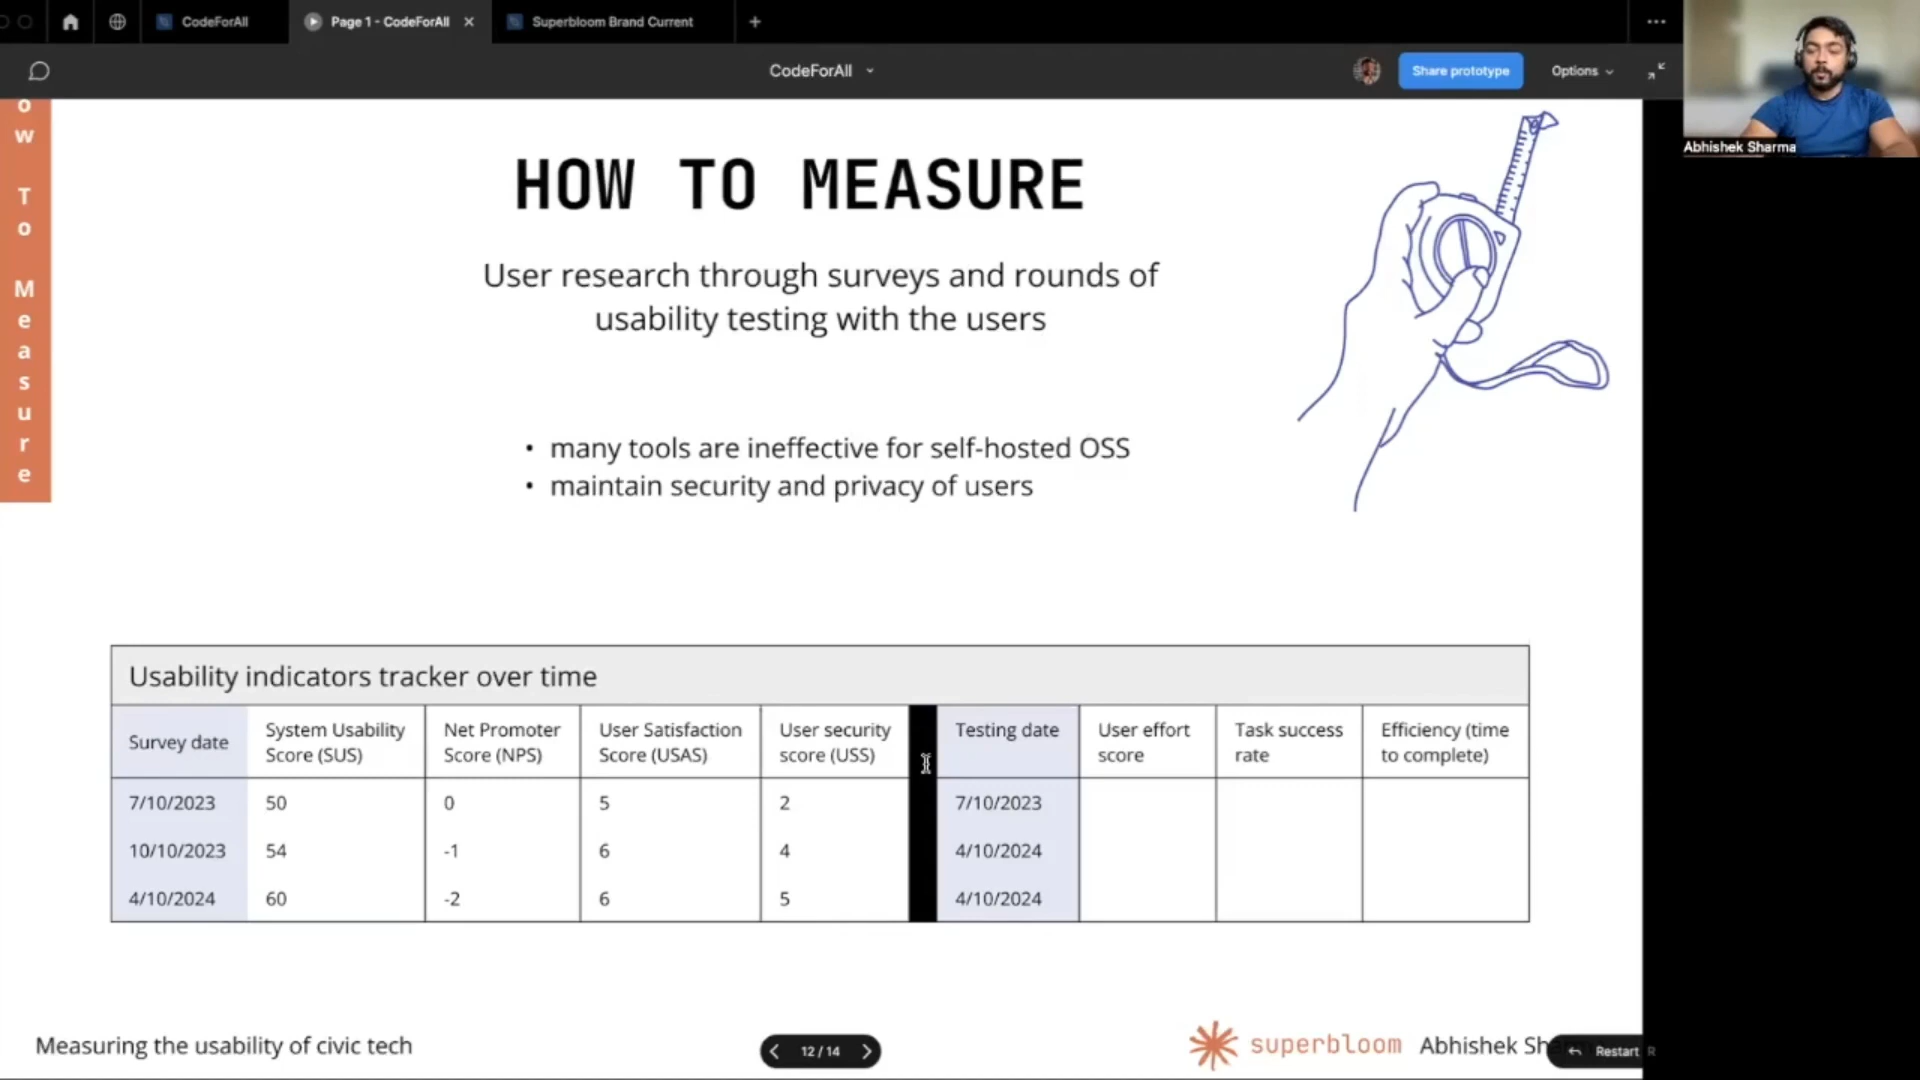 CodeForAll
Page 1 - CodeForAll
Superbloom Brand Current
CodeForAll
Share prototype
Options
Abhishek Sharma
ow To Measure
HOW TO MEASURE
User research through surveys and rounds of
usability testing with the users
• many tools are ineffective for self-hosted OSS
• maintain security and privacy of users
Usability indicators tracker over time
Survey date System Usability Score (SUS) Net Promoter Score (NPS) User Satisfaction Score (USAS) User security score (USS) Testing date User effort score Task success rate Efficiency (time to complete)
7/10/2023 50 0 5 2 7/10/2023
10/10/2023 54 -1 6 4 4/10/2024
4/10/2024 60 -2 6 5 4/10/2024
Measuring the usability of civic tech
12 / 14
superbloom
Abhishek Sh
Restart R